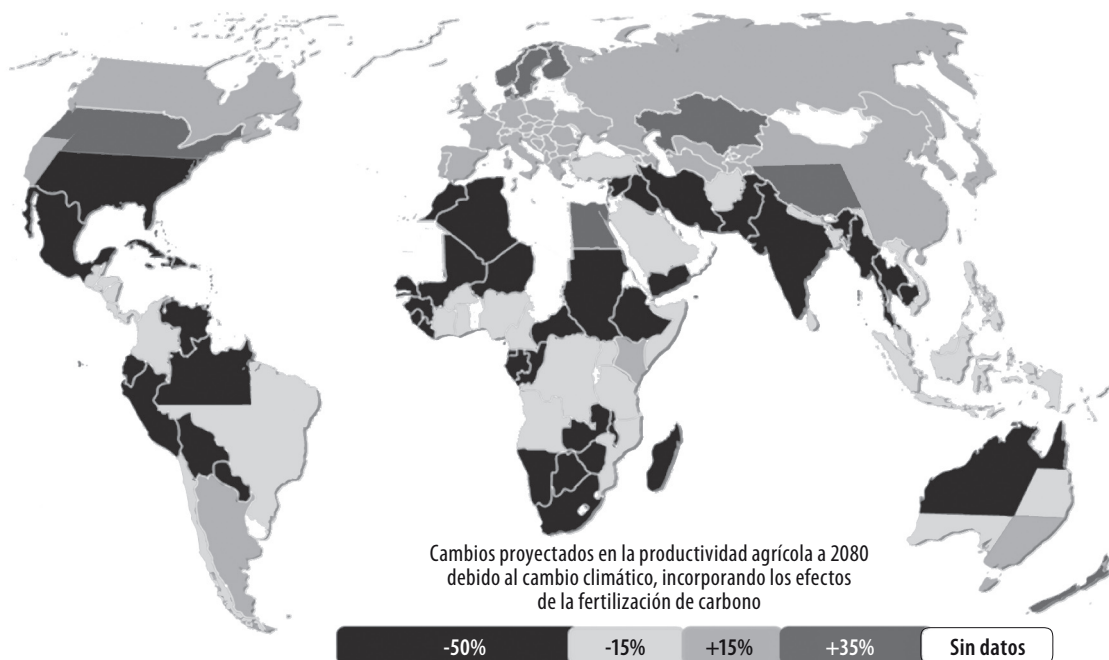 Cambios proyectados en la productividad agrícola a 2080
debido al cambio climático, incorporando los efectos
de la fertilización de carbono
-50% -15% +15% +35% Sin datos